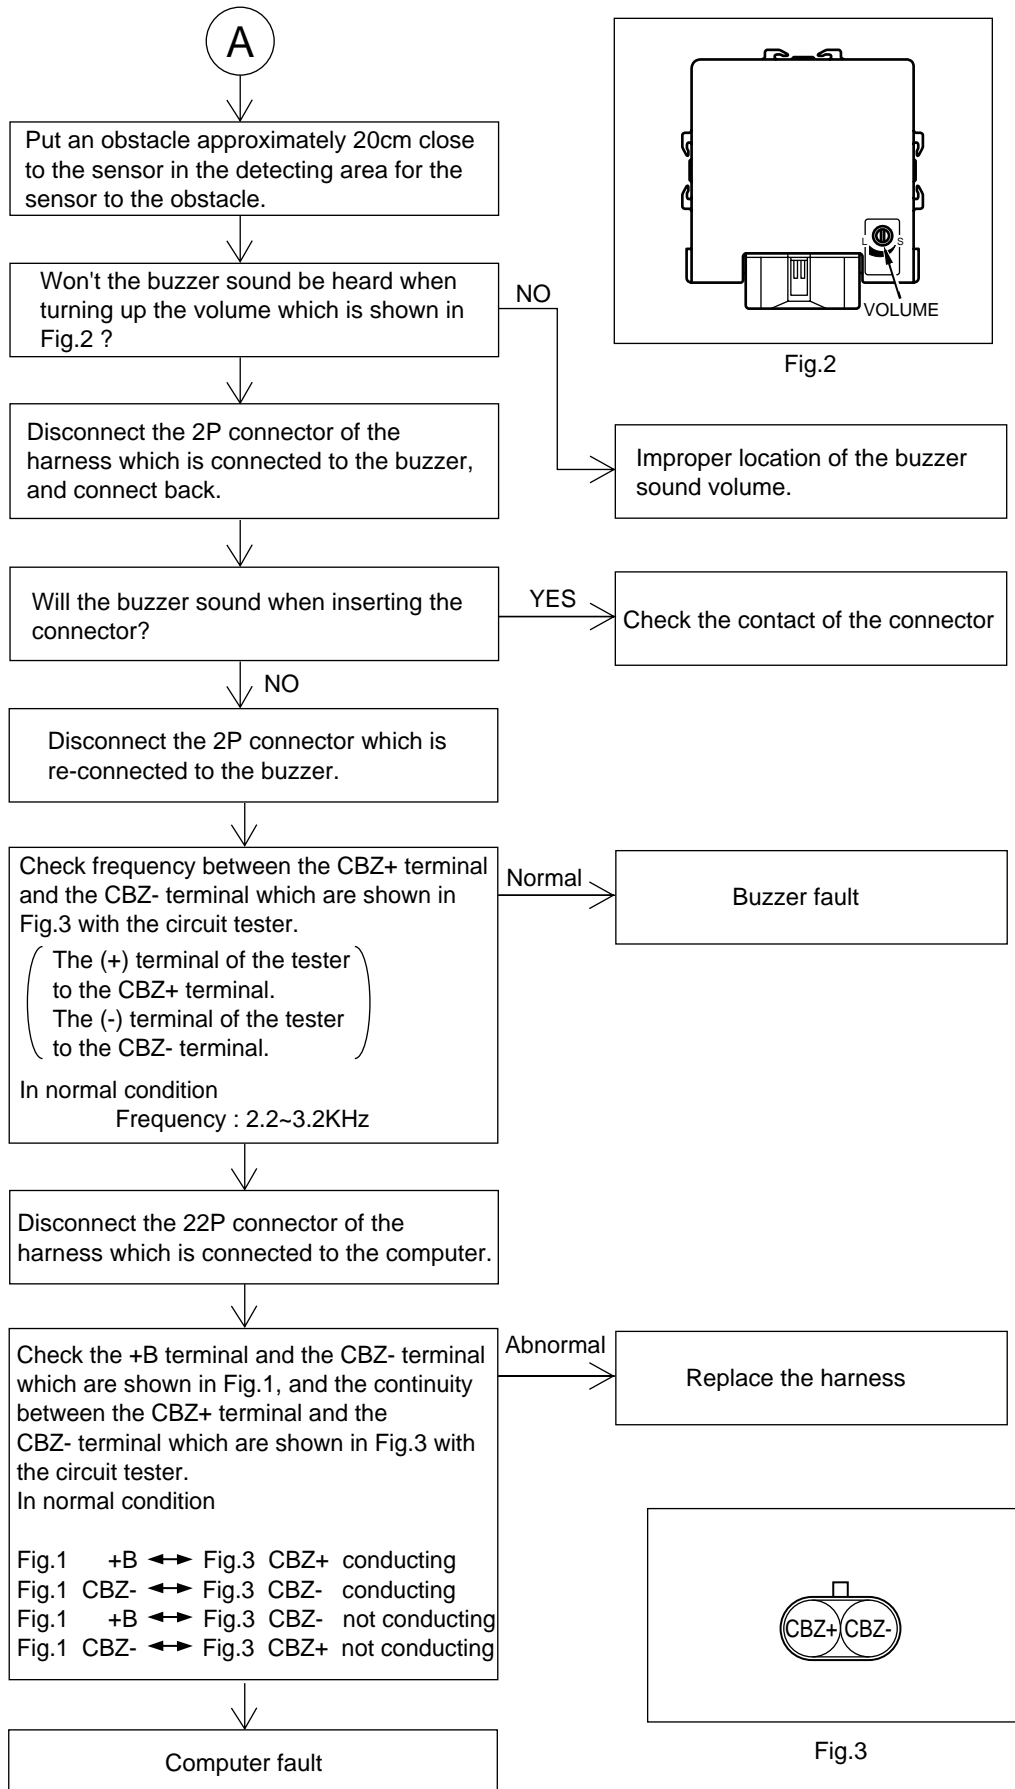 A
Put an obstacle approximately 20cm close
to the sensor in the detecting area for the
sensor to the obstacle.
Won't the buzzer sound be heard when
turning up the volume which is shown in
Fig.2 ?
NO
L S
VOLUME
Fig.2
Disconnect the 2P connector of the
harness which is connected to the buzzer,
and connect back.
Improper location of the buzzer
sound volume.
Will the buzzer sound when inserting the
connector?
YES
Check the contact of the connector
NO
Disconnect the 2P connector which is
re-connected to the buzzer.
Check frequency between the CBZ+ terminal
and the CBZ- terminal which are shown in
Fig.3 with the circuit tester.
The (+) terminal of the tester
to the CBZ+ terminal.
The (-) terminal of the tester
to the CBZ- terminal.
In normal condition
Frequency : 2.2~3.2KHz
Normal
Buzzer fault
Disconnect the 22P connector of the
harness which is connected to the computer.
Check the +B terminal and the CBZ- terminal
which are shown in Fig.1, and the continuity
between the CBZ+ terminal and the
CBZ- terminal which are shown in Fig.3 with
the circuit tester.
In normal condition
Fig.1 +B ↔ Fig.3 CBZ+ conducting
Fig.1 CBZ- ↔ Fig.3 CBZ- conducting
Fig.1 +B ↔ Fig.3 CBZ- not conducting
Fig.1 CBZ- ↔ Fig.3 CBZ+ not conducting
Abnormal
Replace the harness
CBZ+ CBZ-
Fig.3
Computer fault